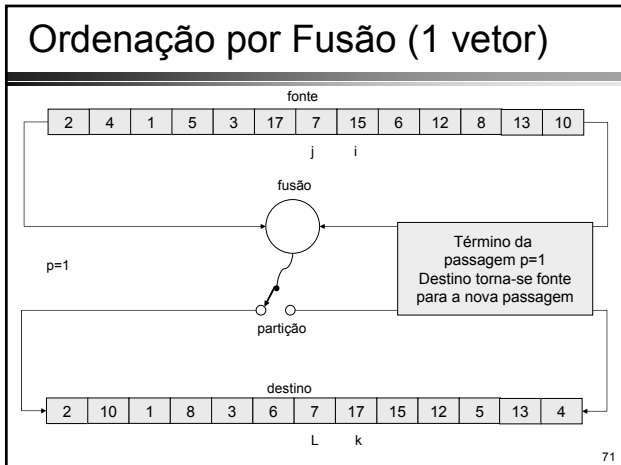 Ordenação por Fusão (1 vetor)
fonte
2 4 1 5 3 17 7 15 6 12 8 13 10
j i
fusão
p=1
Término da
passagem p=1
Destino torna-se fonte
para a nova passagem
partição
destino
2 10 1 8 3 6 7 17 15 12 5 13 4
L k
71